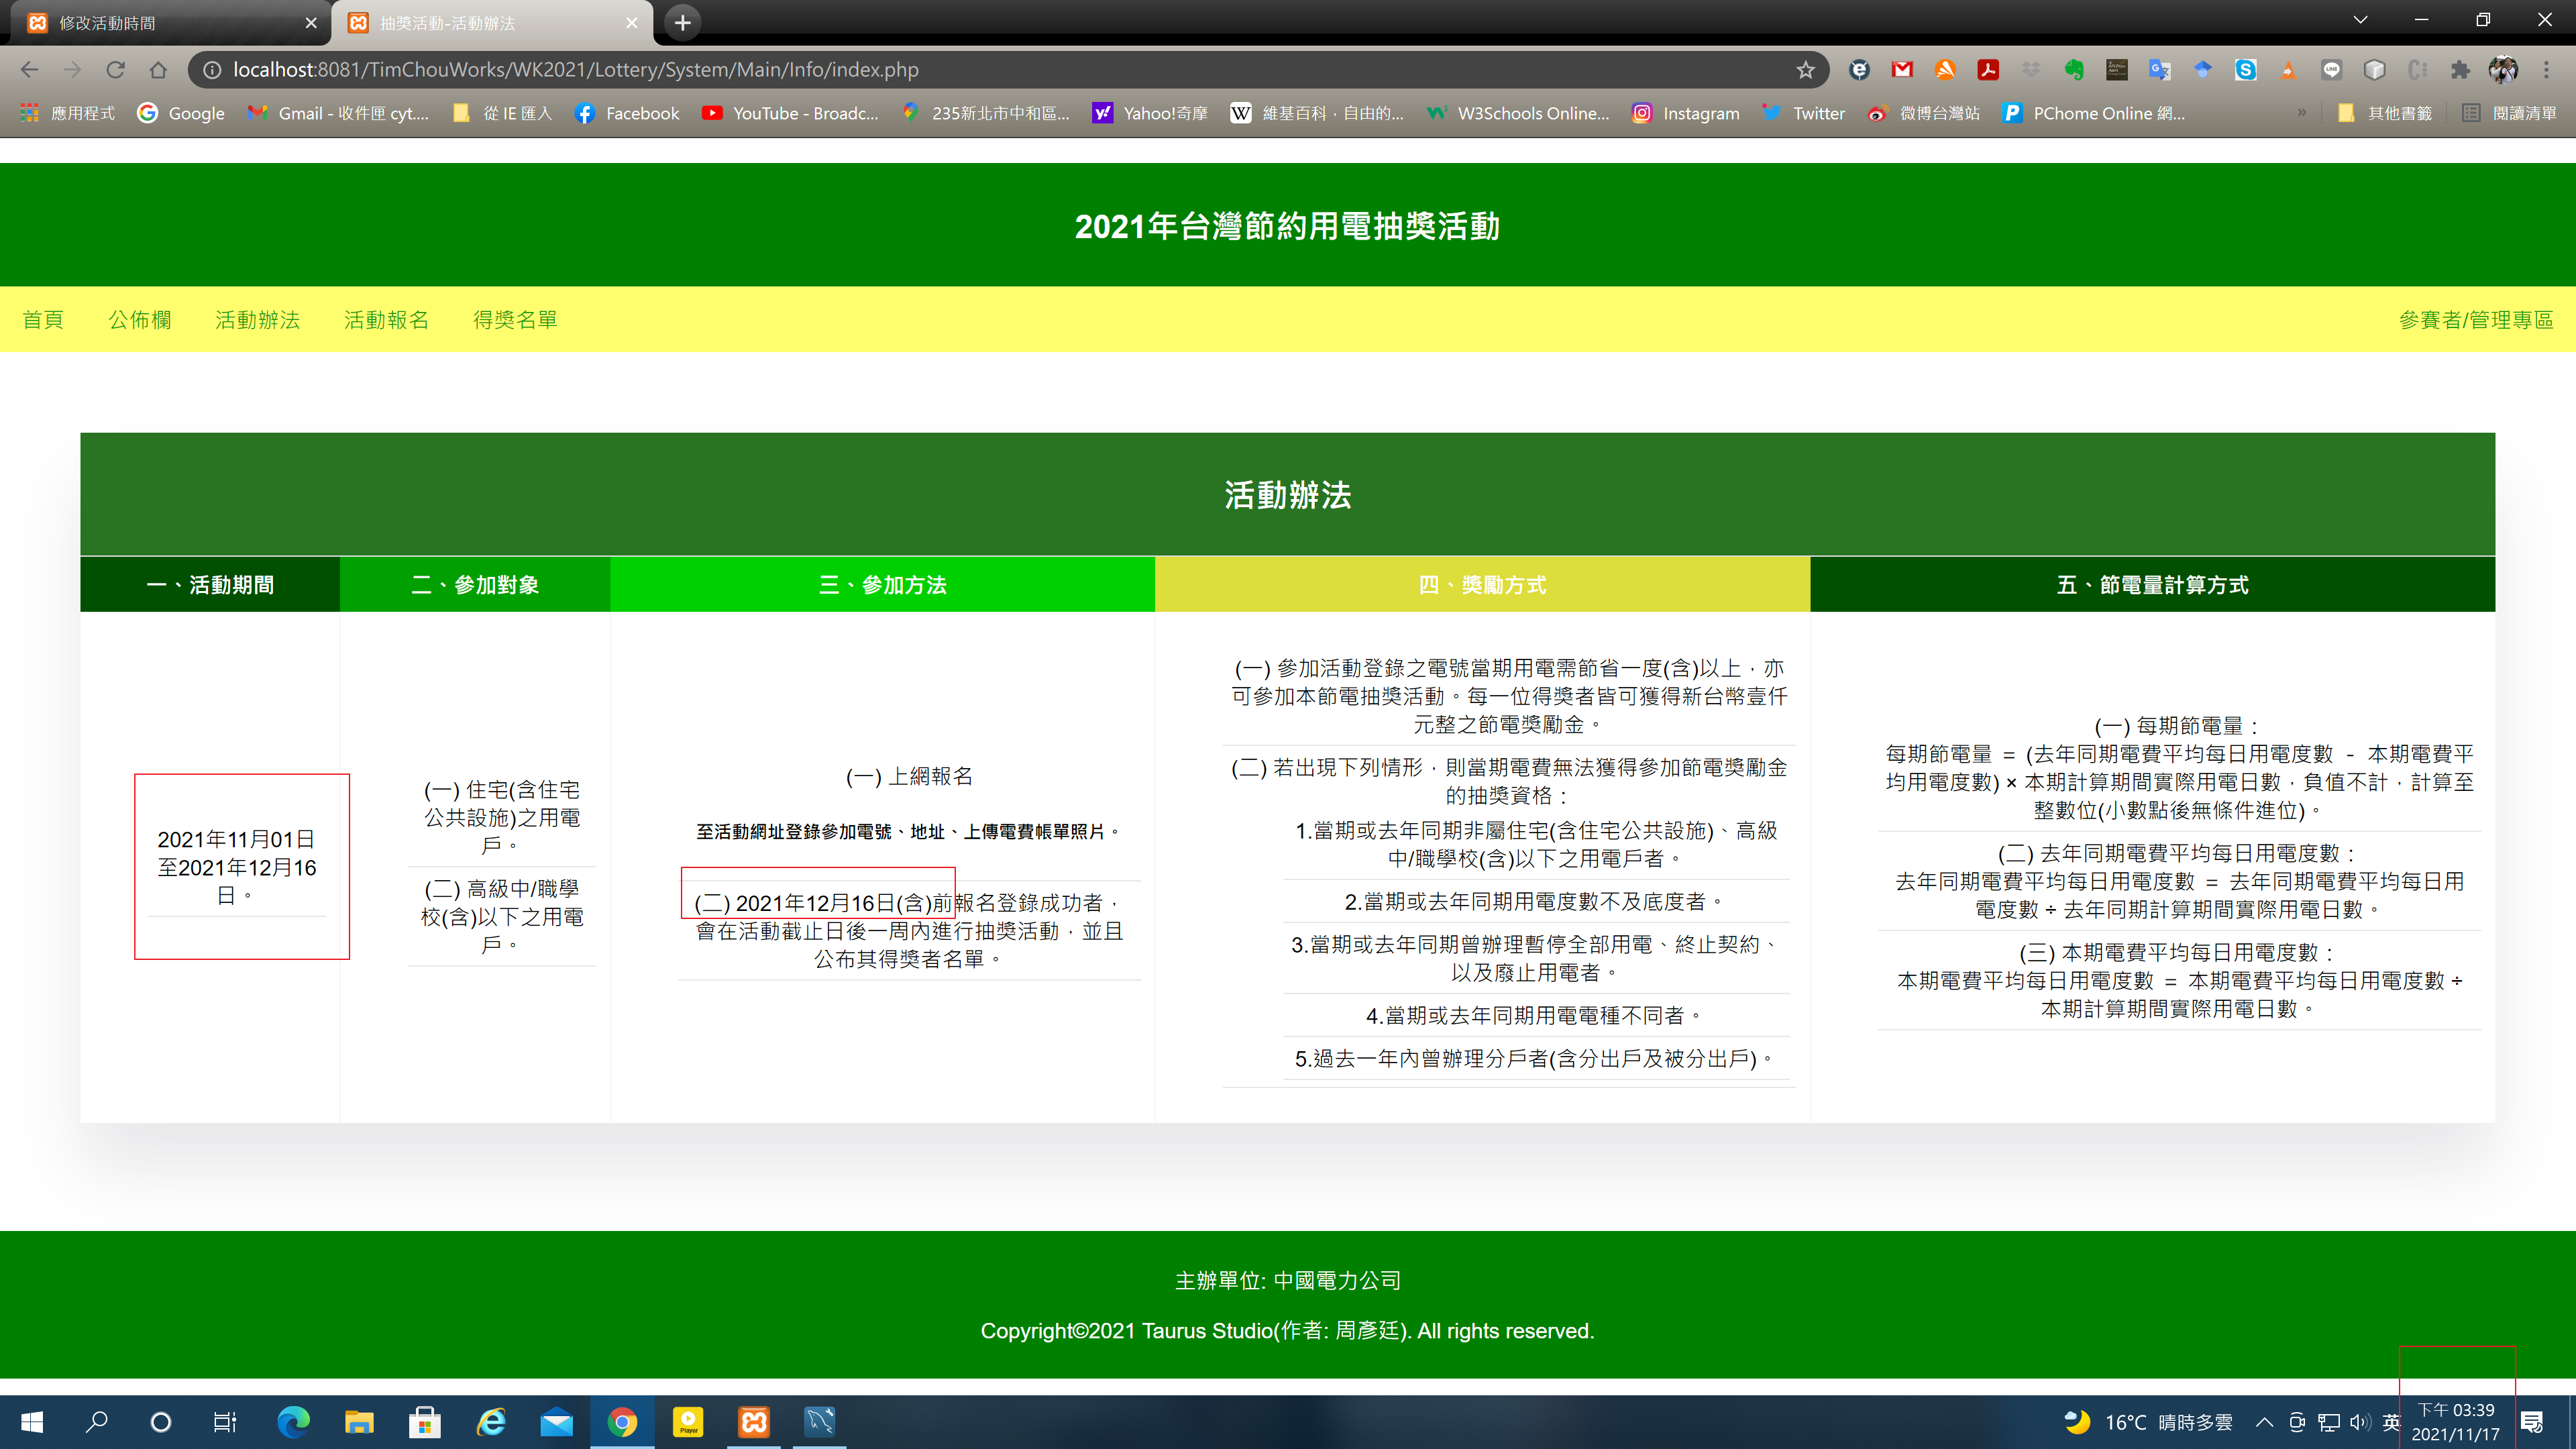 修改活動時間
抽獎活動-活動辦法
localhost:8081/TimChouWorks/WK2021/Lottery/System/Main/Info/index.php
應用程式 Google Gmail - 收件匣 cyt.... 從 IE 匯入 Facebook YouTube - Broadc... 235新北市中和區... Yahoo!奇摩 維基百科，自由的... W3Schools Online... Instagram Twitter 微博台灣站 PChome Online 網... » 其他書籤 閱讀清單
2021年台灣節約用電抽獎活動
首頁 公佈欄 活動辦法 活動報名 得獎名單 參賽者/管理專區
活動辦法
一、活動期間 二、參加對象 三、參加方法 四、獎勵方式 五、節電量計算方式
2021年11月01日
至2021年12月16
日。
(一) 住宅(含住宅
公共設施)之用電
戶。
(二) 高級中/職學
校(含)以下之用電
戶。
(一) 上網報名
至活動網址登錄參加電號、地址、上傳電費帳單照片。
(二) 2021年12月16日(含)前報名登錄成功者，
會在活動截止日後一周內進行抽獎活動，並且
公布其得獎者名單。
(一) 參加活動登錄之電號當期用電需節省一度(含)以上，亦
可參加本節電抽獎活動。每一位得獎者皆可獲得新台幣壹仟
元整之節電獎勵金。
(二) 若出現下列情形，則當期電費無法獲得參加節電獎勵金
的抽獎資格：
1.當期或去年同期非屬住宅(含住宅公共設施)、高級
中/職學校(含)以下之用電戶者。
2.當期或去年同期用電度數不及底度者。
3.當期或去年同期曾辦理暫停全部用電、終止契約、
以及廢止用電者。
4.當期或去年同期用電電種不同者。
5.過去一年內曾辦理分戶者(含分出戶及被分出戶)。
(一) 每期節電量：
每期節電量 = (去年同期電費平均每日用電度數 - 本期電費平
均用電度數) × 本期計算期間實際用電日數，負值不計，計算至
整數位(小數點後無條件進位)。
(二) 去年同期電費平均每日用電度數：
去年同期電費平均每日用電度數 = 去年同期電費平均每日用
電度數 ÷ 去年同期計算期間實際用電日數。
(三) 本期電費平均每日用電度數：
本期電費平均每日用電度數 = 本期電費平均每日用電度數 ÷
本期計算期間實際用電日數。
主辦單位: 中國電力公司
Copyright©2021 Taurus Studio(作者: 周彥廷). All rights reserved.
Player
16°C 晴時多雲
英
下午 03:39
2021/11/17